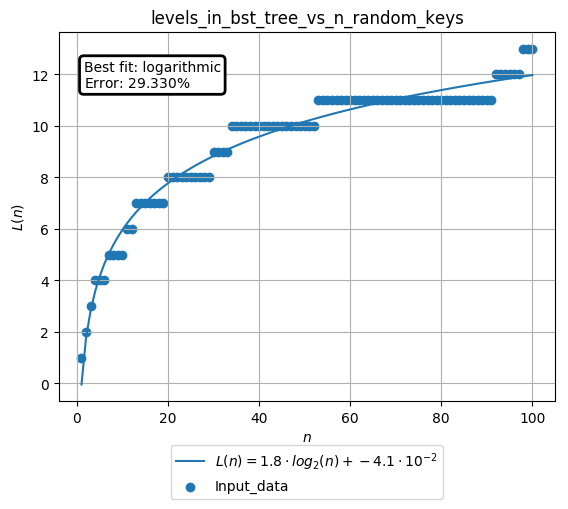 levels_in_bst_tree_vs_n_random_keys
Best fit: logarithmic
Error: 29.330%
12
10
8
6
4
2
0
L(n)
0 20 40 60 80 100
n
L(n) = 1.8 · log₂(n) + −4.1 · 10⁻²
Input_data